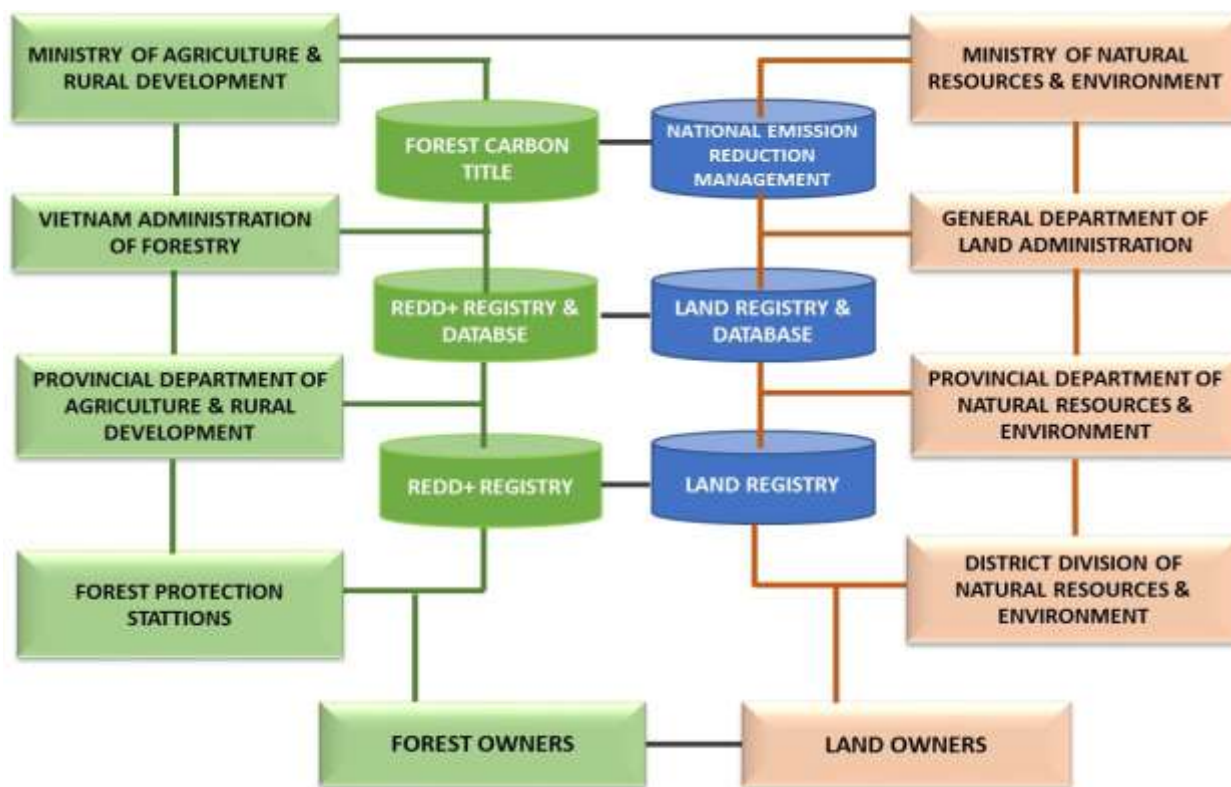 MINISTRY OF AGRICULTURE &
RURAL DEVELOPMENT
MINISTRY OF NATURAL
RESOURCES & ENVIRONMENT
FOREST CARBON
TITLE
NATIONAL EMISSION
REDUCTION
MANAGEMENT
VIETNAM ADMINISTRATION
OF FORESTRY
GENERAL DEPARTMENT OF
LAND ADMINISTRATION
REDD+ REGISTRY &
DATABSE
LAND REGISTRY &
DATABASE
PROVINCIAL DEPARTMENT OF
AGRICULTURE & RURAL
DEVELOPMENT
PROVINCIAL DEPARTMENT OF
NATURAL RESOURCES &
ENVIRONMENT
REDD+ REGISTRY
LAND REGISTRY
FOREST PROTECTION
STATTIONS
DISTRICT DIVISION OF
NATURAL RESOURCES &
ENVIRONMENT
FOREST OWNERS
LAND OWNERS